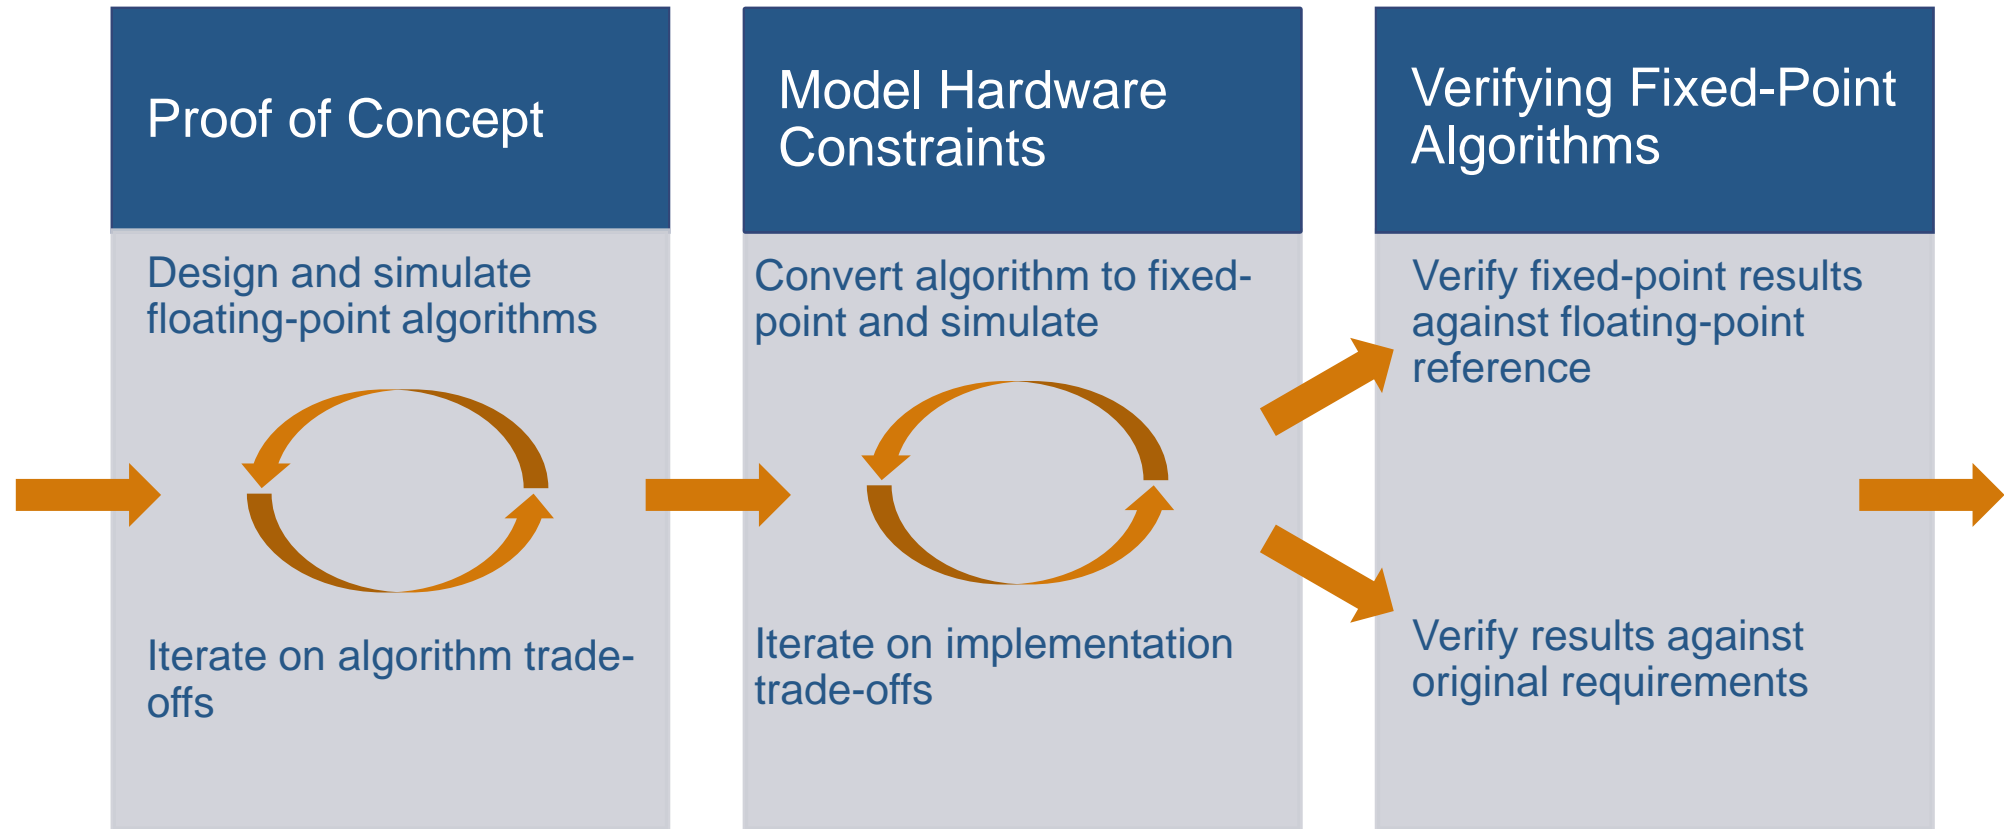 Proof of Concept
Design and simulate
floating-point algorithms
Iterate on algorithm trade-
offs
Model Hardware
Constraints
Convert algorithm to fixed-
point and simulate
Iterate on implementation
trade-offs
Verifying Fixed-Point
Algorithms
Verify fixed-point results
against floating-point
reference
Verify results against
original requirements